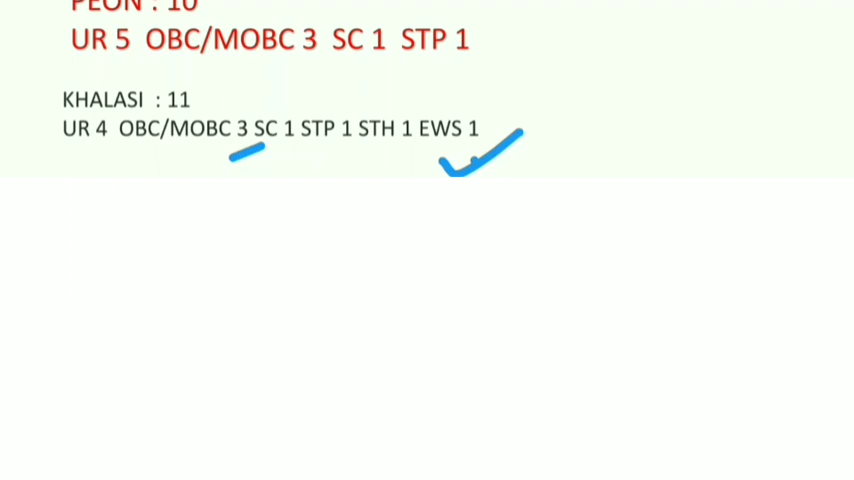 PEON : 10
UR 5 OBC/MOBC 3 SC 1 STP 1
KHALASI : 11
UR 4 OBC/MOBC 3 SC 1 STP 1 STH 1 EWS 1